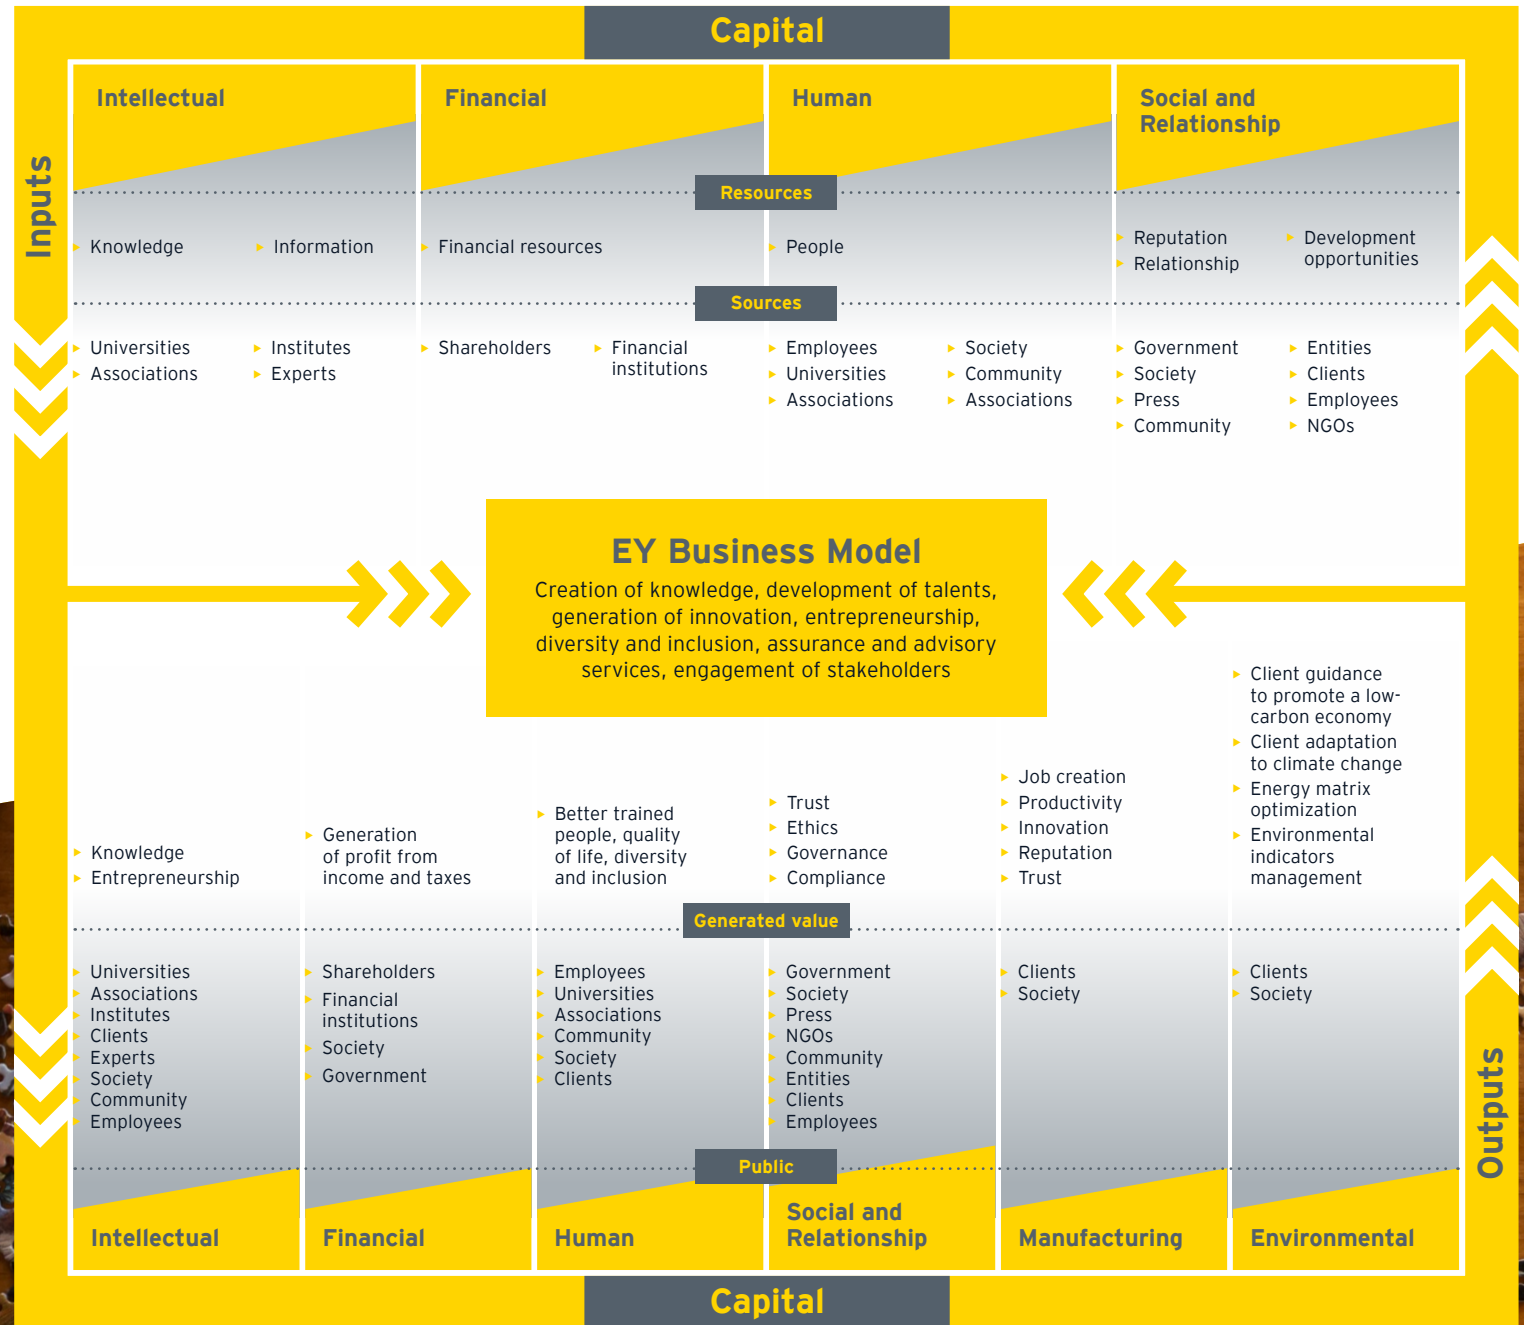 Capital
Inputs
Intellectual
Financial
Human
Social and
Relationship
Resources
Knowledge
Information
Financial resources
People
Reputation
Relationship
Development
opportunities
Sources
Universities
Associations
Institutes
Experts
Shareholders
Financial
institutions
Employees
Universities
Associations
Society
Community
Associations
Government
Society
Press
Community
Entities
Clients
Employees
NGOs
EY Business Model
Creation of knowledge, development of talents,
generation of innovation, entrepreneurship,
diversity and inclusion, assurance and advisory
services, engagement of stakeholders
Knowledge
Entrepreneurship
Generation
of profit from
income and taxes
Better trained
people, quality
of life, diversity
and inclusion
Trust
Ethics
Governance
Compliance
Job creation
Productivity
Innovation
Reputation
Trust
Client guidance
to promote a low-
carbon economy
Client adaptation
to climate change
Energy matrix
optimization
Environmental
indicators
management
Generated value
Universities
Associations
Institutes
Clients
Experts
Society
Community
Employees
Shareholders
Financial
institutions
Society
Government
Employees
Universities
Associations
Community
Society
Clients
Government
Society
Press
NGOs
Community
Entities
Clients
Employees
Clients
Society
Clients
Society
Public
Intellectual
Financial
Human
Social and
Relationship
Manufacturing
Environmental
Outputs
Capital